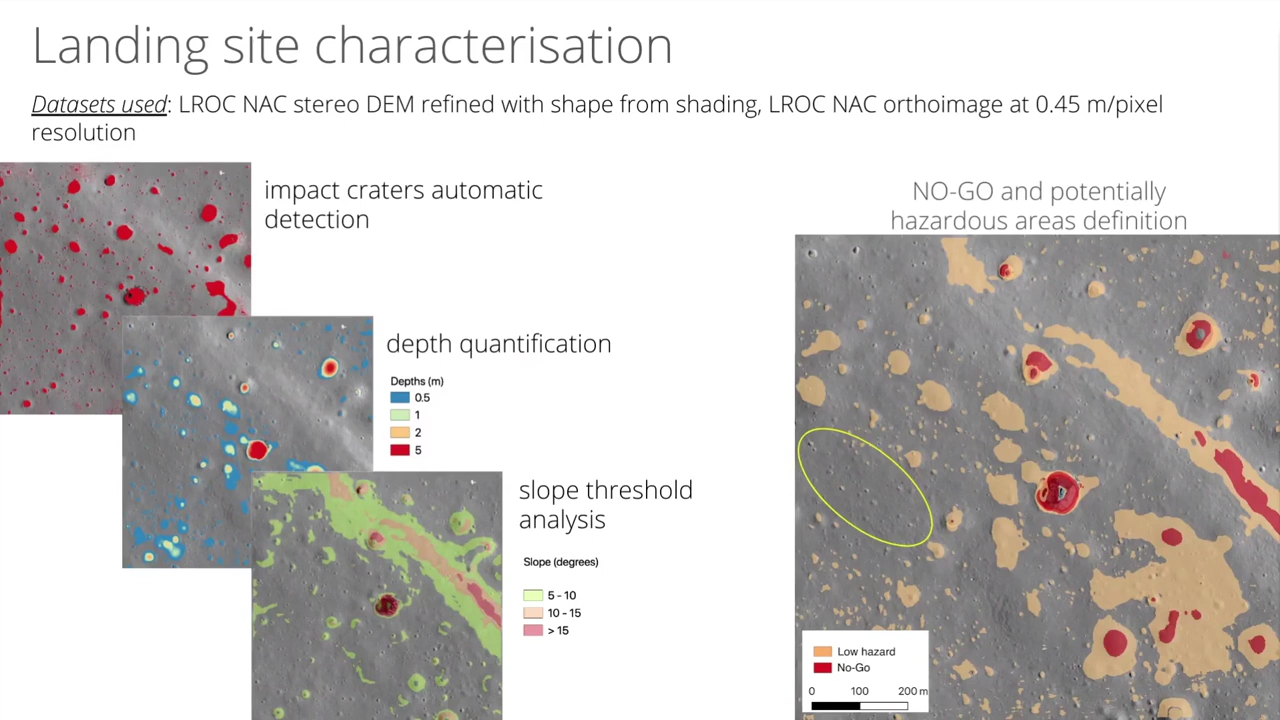 Landing site characterisation
Datasets used: LROC NAC stereo DEM refined with shape from shading, LROC NAC orthoimage at 0.45 m/pixel
resolution
impact craters automatic
detection
depth quantification
Depths (m)
0.5
1
2
5
slope threshold
analysis
Slope (degrees)
5 - 10
10 - 15
> 15
NO-GO and potentially
hazardous areas definition
Low hazard
No-Go
0 100 200 m